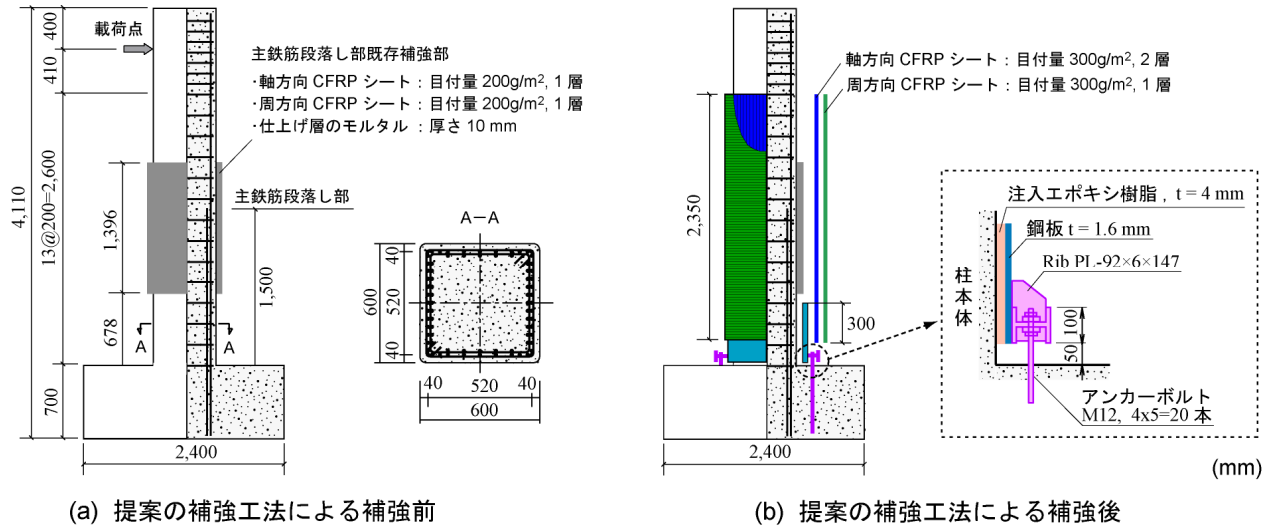 400
410
4,110
13@200=2,600
700
載荷点
主鉄筋段落し部既存補強部
・軸方向 CFRP シート：目付量 200g/m², 1 層
・周方向 CFRP シート：目付量 200g/m², 1 層
・仕上げ層のモルタル ：厚さ 10 mm
主鉄筋段落し部
1,396
678
1,500
A
A
2,400
A－A
600
40
520
40
40
520
40
600
(a) 提案の補強工法による補強前
軸方向 CFRP シート：目付量 300g/m², 2 層
周方向 CFRP シート：目付量 300g/m², 1 層
2,350
300
2,400
注入エポキシ樹脂，t = 4 mm
鋼板 t = 1.6 mm
Rib PL-92×6×147
柱本体
100
50
アンカーボルト
M12, 4x5=20 本
(mm)
(b) 提案の補強工法による補強後